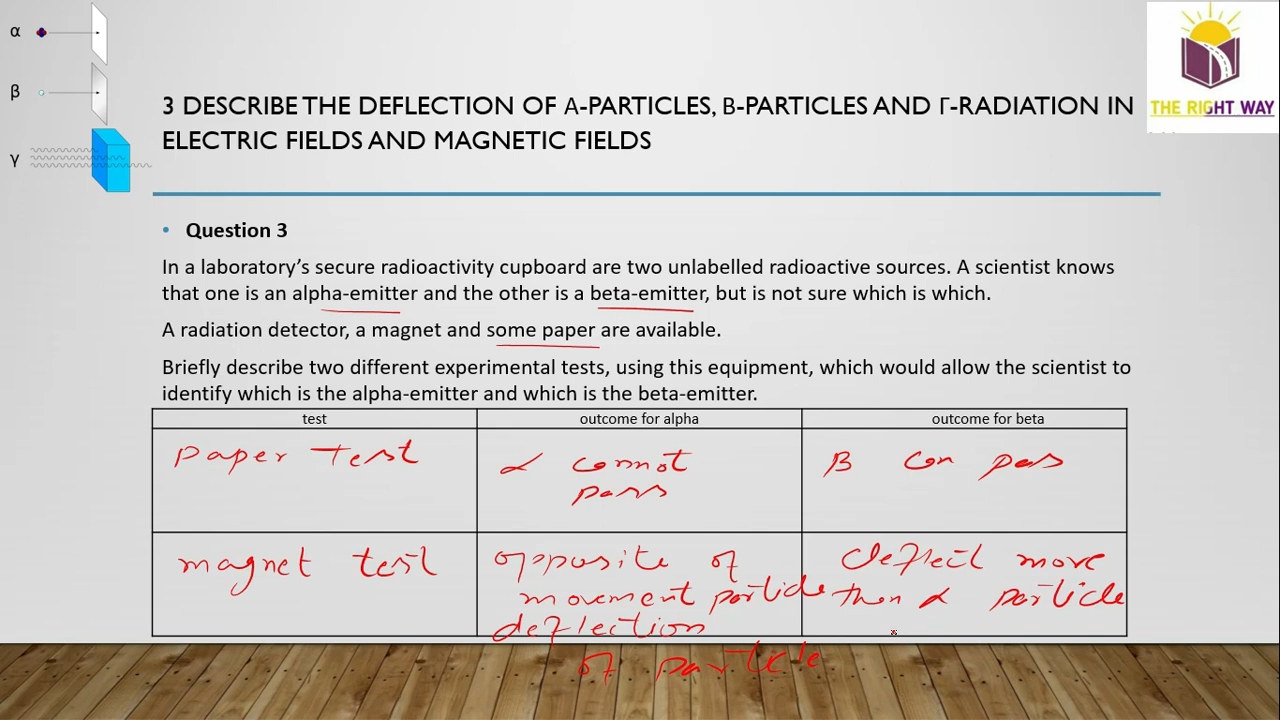 α
β
γ
THE RIGHT WAY
3 DESCRIBE THE DEFLECTION OF Α-PARTICLES, Β-PARTICLES AND Γ-RADIATION IN
ELECTRIC FIELDS AND MAGNETIC FIELDS
• Question 3
In a laboratory’s secure radioactivity cupboard are two unlabelled radioactive sources. A scientist knows
that one is an alpha-emitter and the other is a beta-emitter, but is not sure which is which.
A radiation detector, a magnet and some paper are available.
Briefly describe two different experimental tests, using this equipment, which would allow the scientist to
identify which is the alpha-emitter and which is the beta-emitter.
test outcome for alpha outcome for beta
paper test
α cannot
pass
β can pass
magnet test
opposite of
movement particle
deflection
of particle
deflect more
than α particle